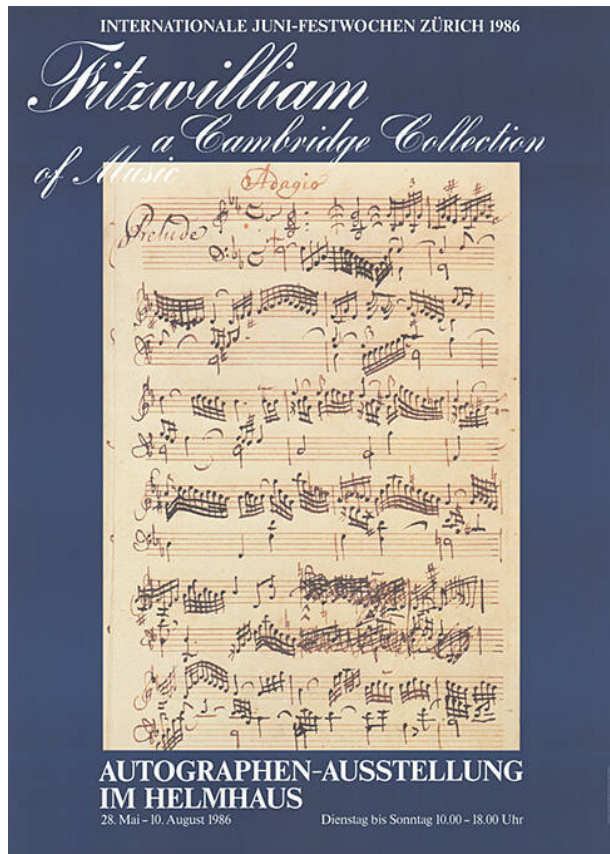 INTERNATIONALE JUNI-FESTWOCHEN ZÜRICH 1986
Fitzwilliam
a Cambridge Collection
of Music
Adagio
Prelude
AUTOGRAPHEN-AUSSTELLUNG
IM HELMHAUS
28. Mai – 10. August 1986 Dienstag bis Sonntag 10.00 – 18.00 Uhr